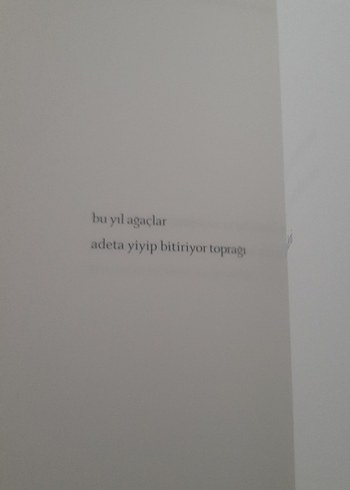 bu yıl ağaçlar
adeta yiyip bitiriyor toprağı